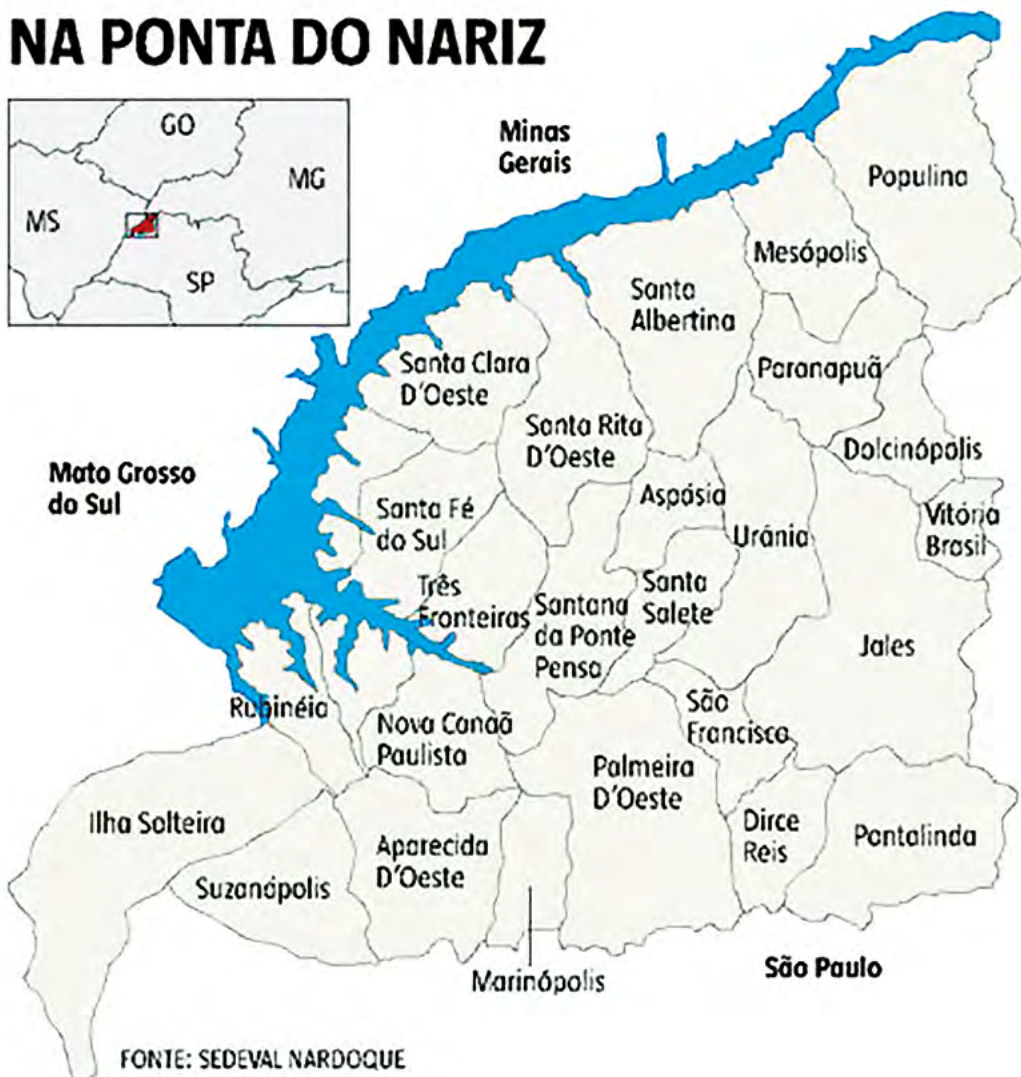 NA PONTA DO NARIZ
GO
MG
MS
SP
Minas
Gerais
Populina
Mesópolis
Santa
Albertina
Paranapuã
Santa Clara
D'Oeste
Santa Rita
D'Oeste
Dolcinópolis
Mato Grosso
do Sul
Santa Fé
do Sul
Aspásia
Urânia
Vitória
Brasil
Três
Fronteiras
Santana
da Ponte
Pensa
Santa
Salete
Jales
Rubinéia
Nova Canaã
Paulista
São
Francisco
Palmeira
D'Oeste
Ilha Solteira
Suzanápolis
Aparecida
D'Oeste
Dirce
Reis
Pontalinda
Marinópolis
São Paulo
FONTE: SEDEVAL NARDOQUE